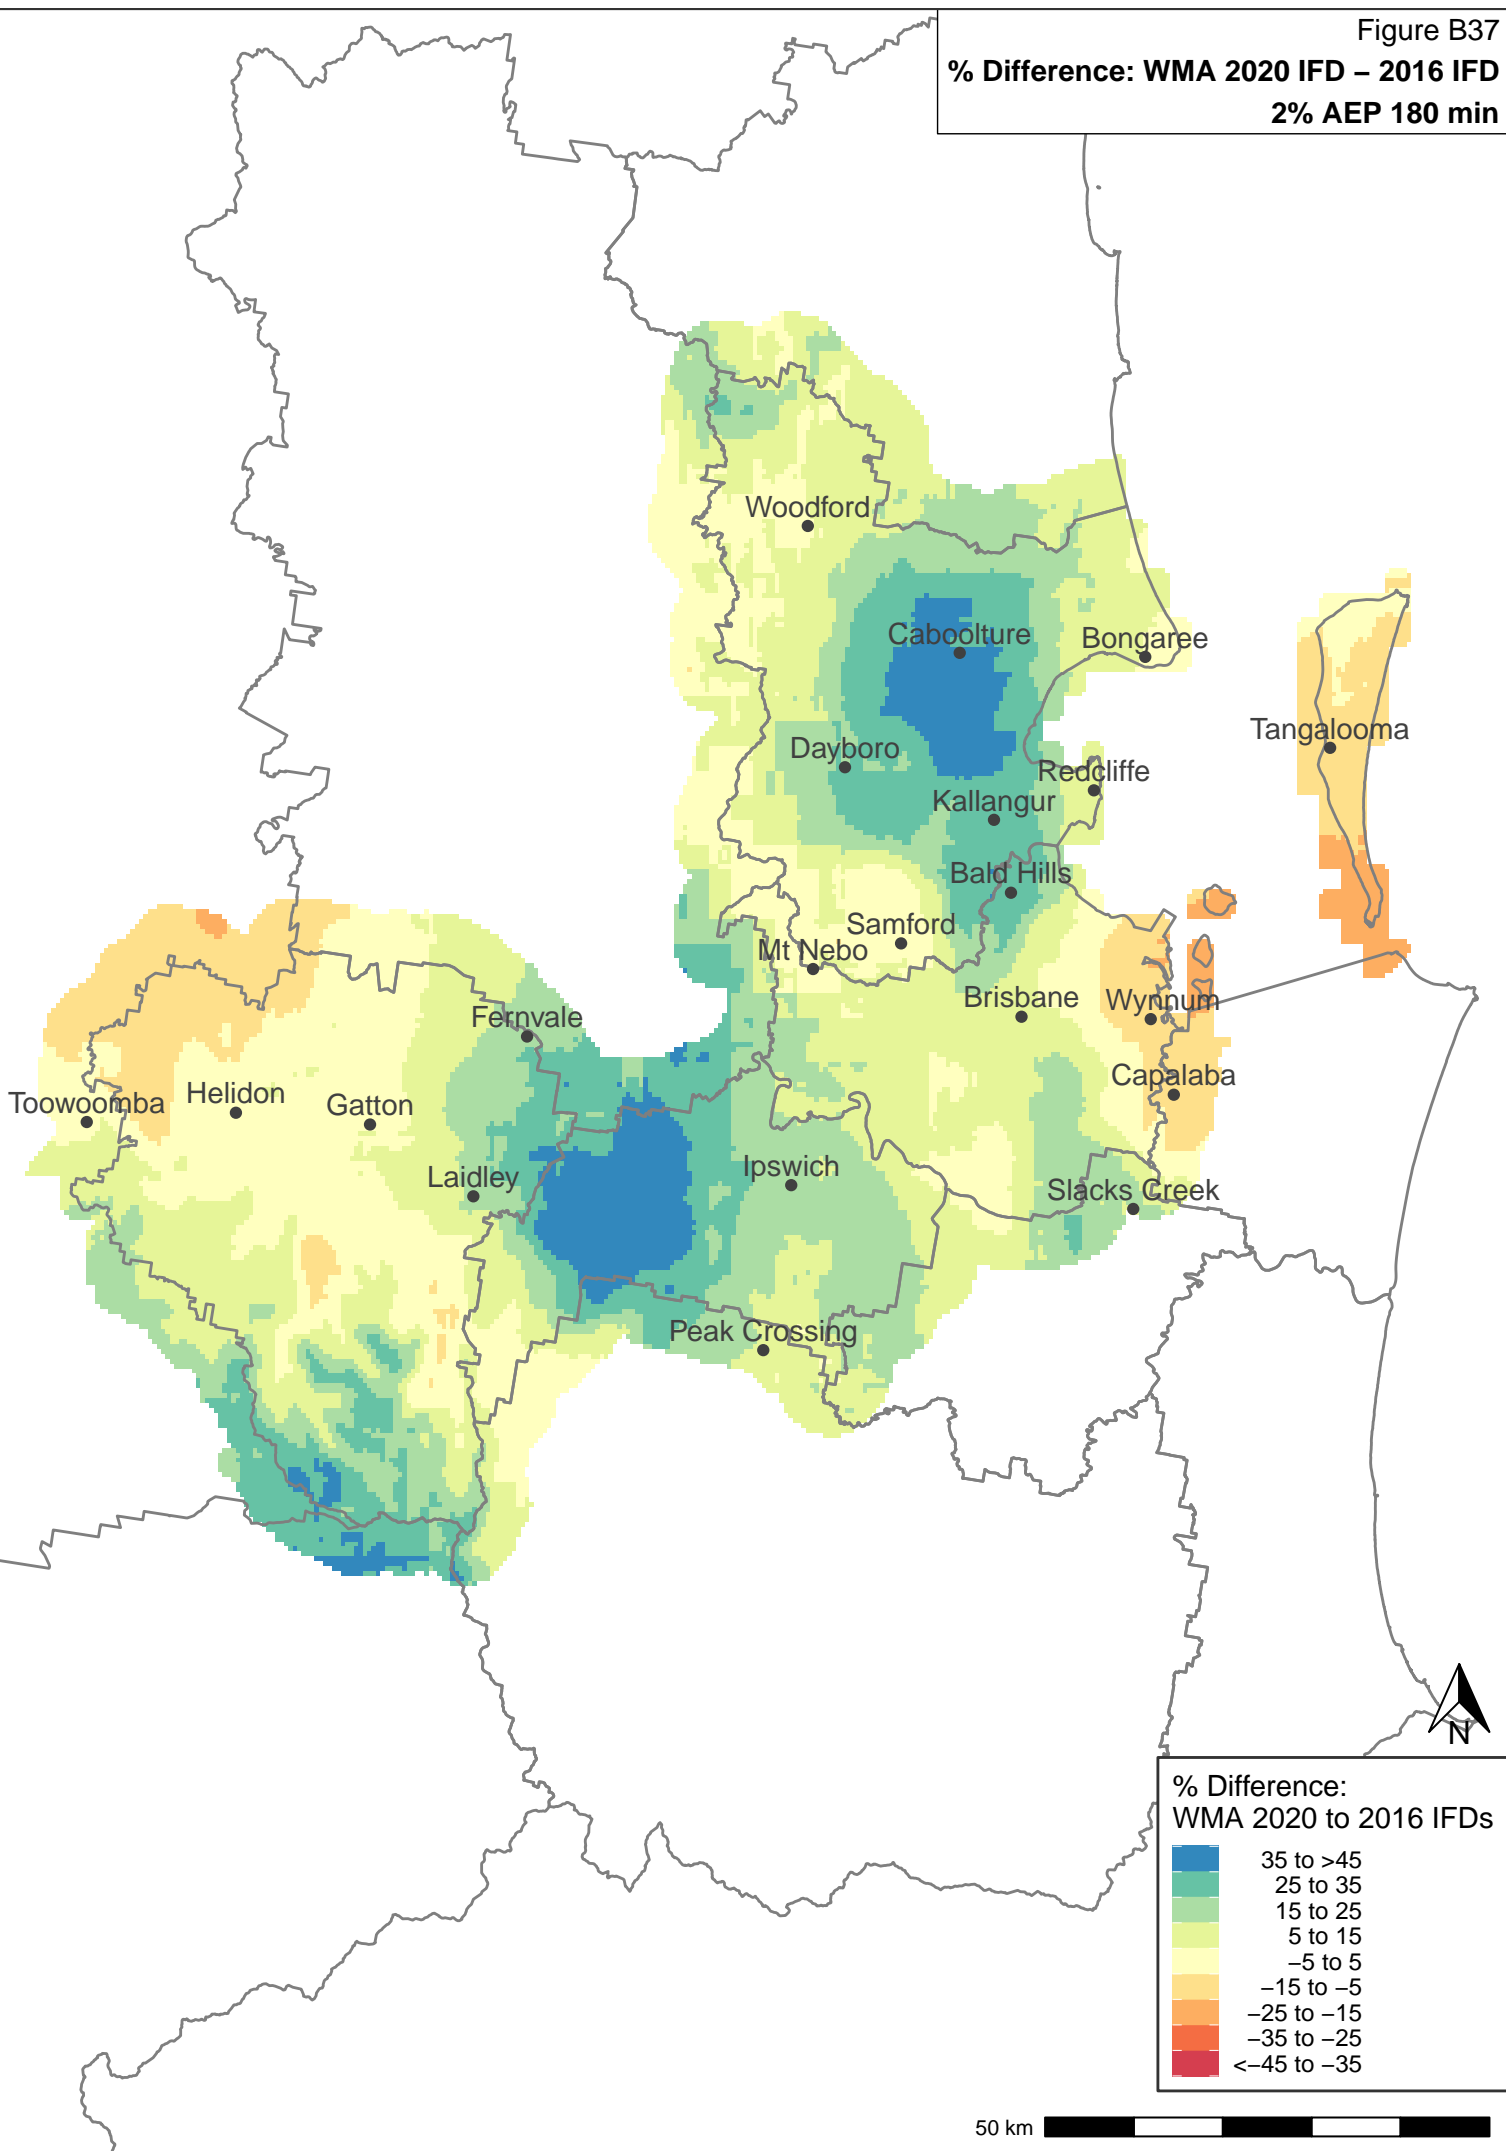 Figure B37
% Difference: WMA 2020 IFD – 2016 IFD
2% AEP 180 min
Woodford
Caboolture
Bongaree
Tangalooma
Dayboro
Redcliffe
Kallangur
Bald Hills
Samford
Mt Nebo
Brisbane
Wynnum
Fernvale
Capalaba
Toowoomba
Helidon
Gatton
Laidley
Ipswich
Slacks Creek
Peak Crossing
N
% Difference:
WMA 2020 to 2016 IFDs
35 to >45
25 to 35
15 to 25
5 to 15
−5 to 5
−15 to −5
−25 to −15
−35 to −25
<−45 to −35
50 km